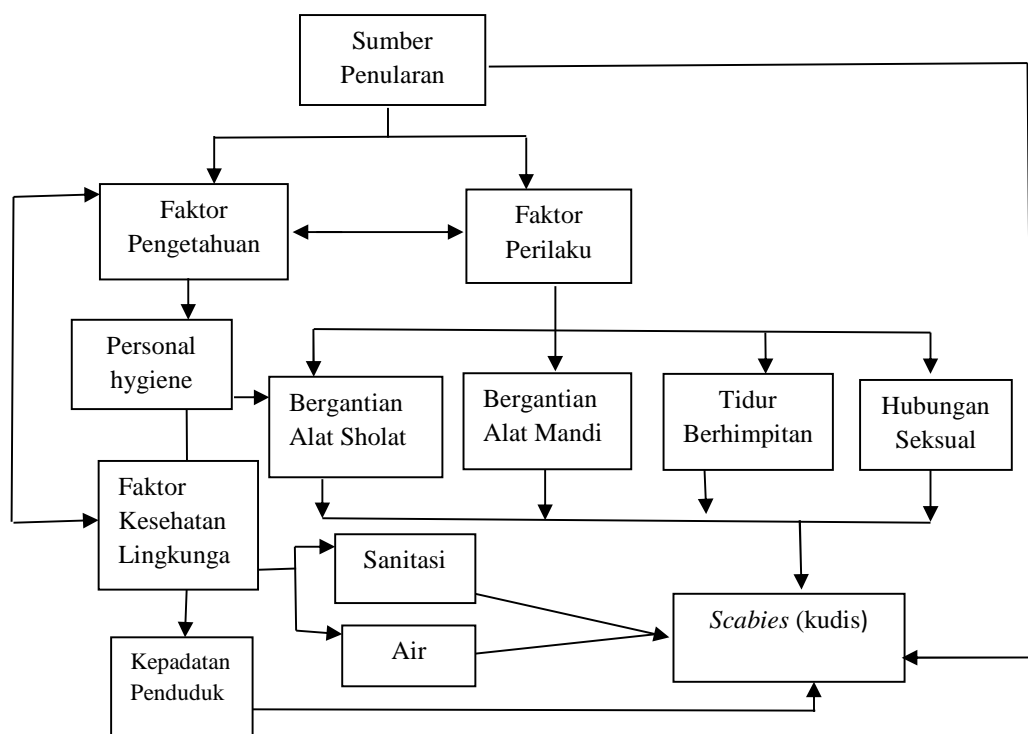 Sumber
Penularan
Faktor
Pengetahuan
Faktor
Perilaku
Personal
hygiene
Bergantian
Alat Sholat
Bergantian
Alat Mandi
Tidur
Berhimpitan
Hubungan
Seksual
Faktor
Kesehatan
Lingkunga
Sanitasi
Air
Scabies (kudis)
Kepadatan
Penduduk